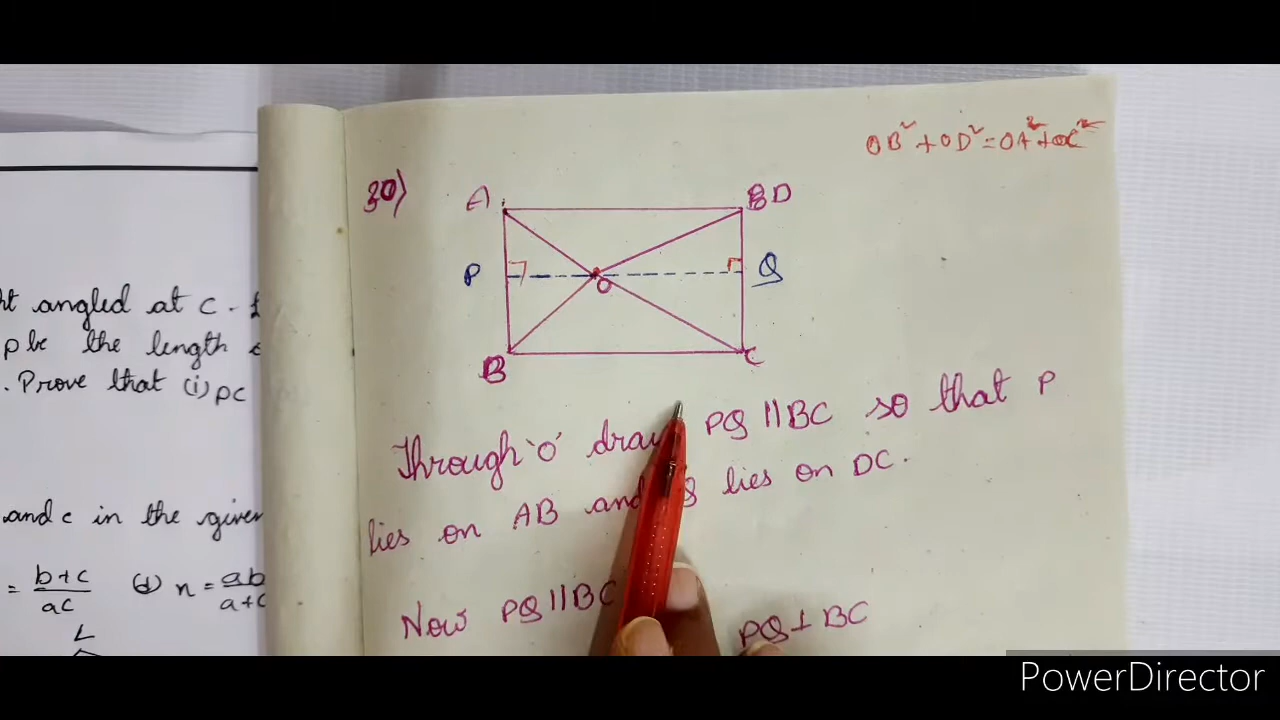 OB²+OD²=OA²+OC²
30)
A
D
P
Q
O
B
C
Through 'O' draw PQ || BC so that P
lies on AB and Q lies on DC.
Now PQ || BC
PQ ⊥ BC
angled at C.
p be the length
. Prove that (i) pc
and c in the given
= b+c/ac (d) n = ab/a+c
L
PowerDirector